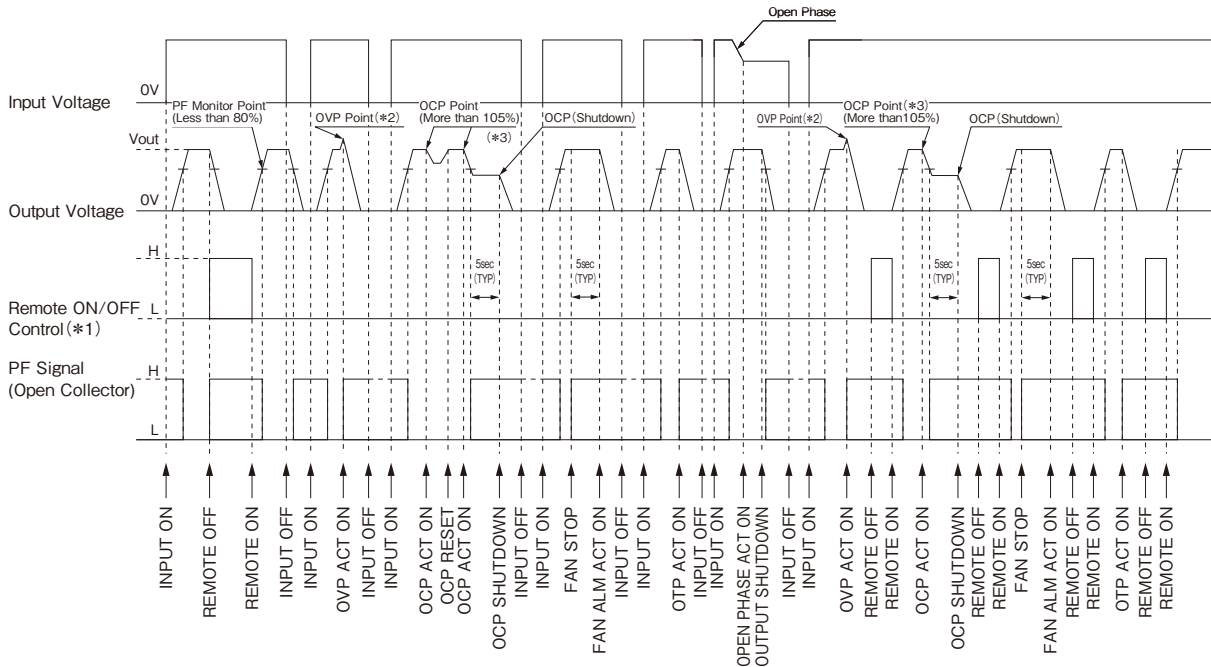 Open Phase
Input Voltage
0V
PF Monitor Point
(Less than 80%)
OVP Point(*2)
OCP Point
(More than 105%)
(*3)
OCP(Shutdown)
OVP Point(*2)
OCP Point(*3)
(More than105%)
OCP(Shutdown)
Vout
Output Voltage
0V
H
5sec
(TYP)
5sec
(TYP)
5sec
(TYP)
5sec
(TYP)
Remote ON/OFF
Control(*1)
L
PF Signal
(Open Collector)
H
L
INPUT ON
REMOTE OFF
REMOTE ON
INPUT OFF
INPUT ON
OVP ACT ON
INPUT OFF
INPUT ON
OCP ACT ON
OCP RESET
OCP ACT ON
OCP SHUTDOWN
INPUT OFF
INPUT ON
FAN STOP
FAN ALM ACT ON
INPUT OFF
INPUT ON
OTP ACT ON
INPUT OFF
INPUT ON
OPEN PHASE ACT ON
OUTPUT SHUTDOWN
INPUT OFF
INPUT ON
OVP ACT ON
REMOTE OFF
REMOTE ON
OCP ACT ON
OCP SHUTDOWN
REMOTE OFF
REMOTE ON
FAN STOP
FAN ALM ACT ON
REMOTE OFF
REMOTE ON
OTP ACT ON
REMOTE OFF
REMOTE ON